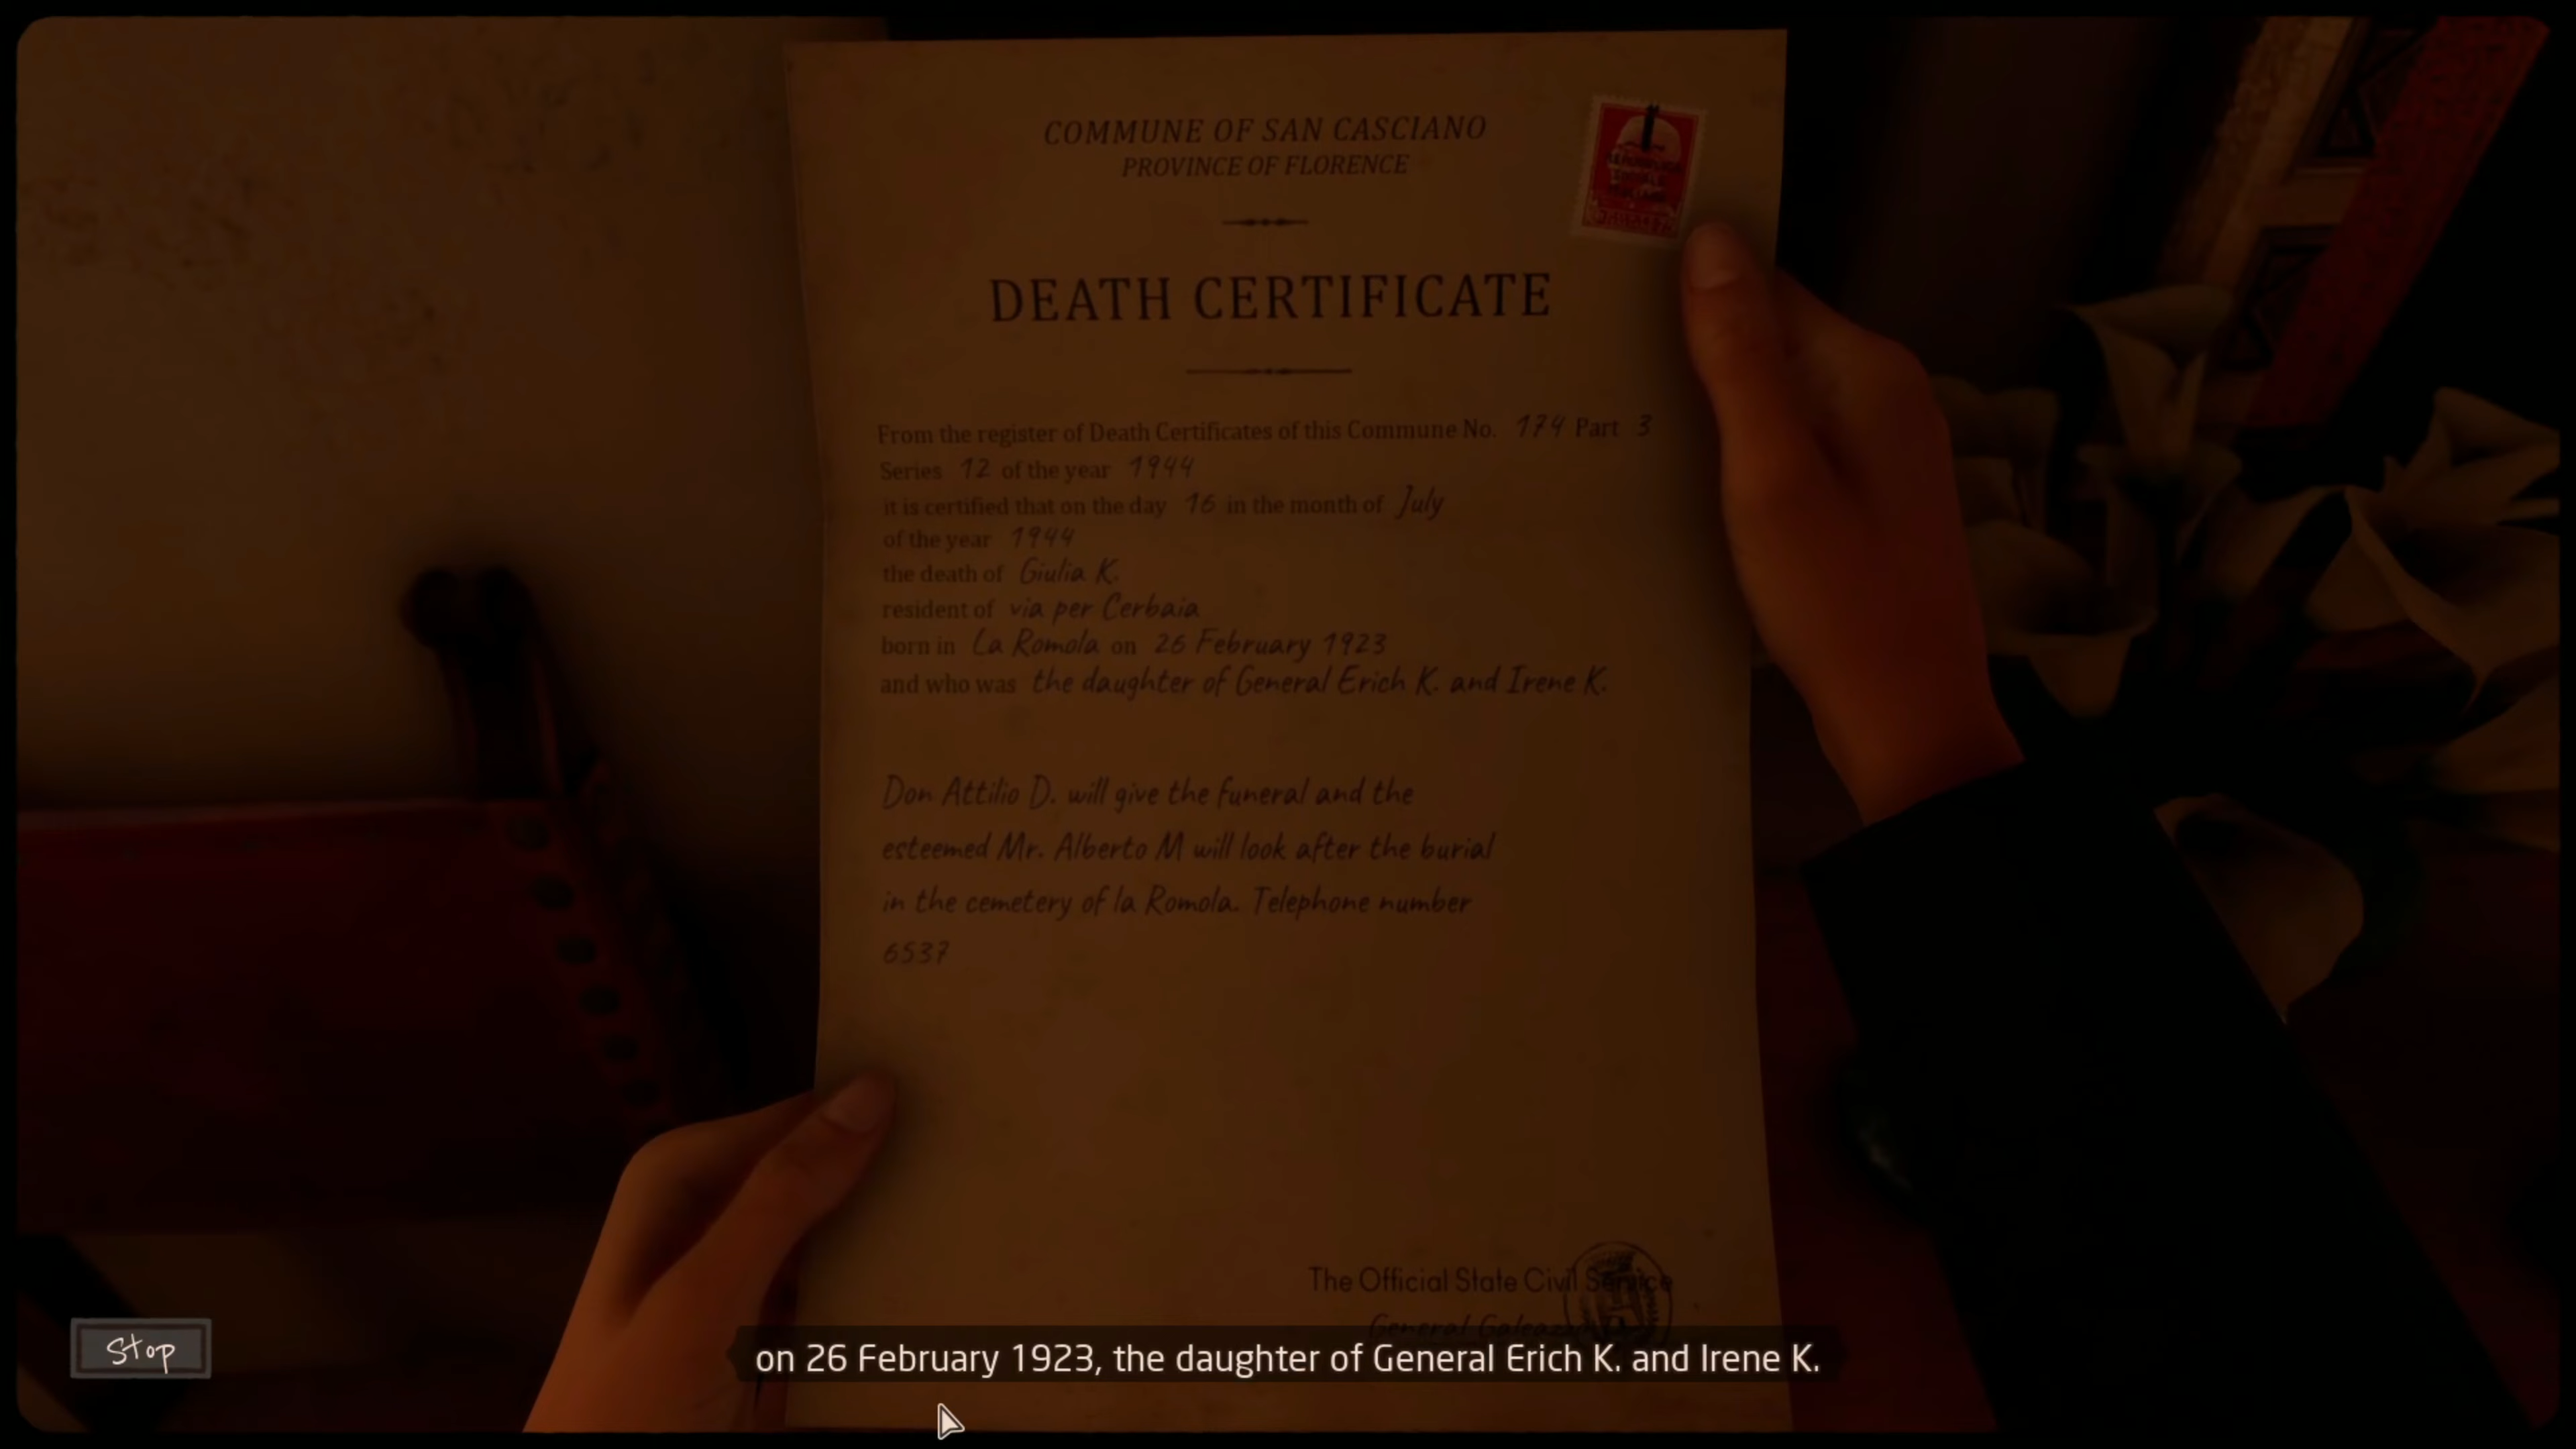 COMMUNE OF SAN CASCIANO
PROVINCE OF FLORENCE
DEATH CERTIFICATE
From the register of Death Certificates of this Commune No. 174 Part 3
Series 12 of the year 1944
it is certified that on the day 16 in the month of July
of the year 1944
the death of Giulia K.
resident of via per Cerbaia
born in La Romola on 26 February 1923
and who was the daughter of General Erich K. and Irene K.
Don Attilio D. will give the funeral and the
esteemed Mr. Alberto M will look after the burial
in the cemetery of la Romola. Telephone number
6537
The Official State Civil Service
General
Stop
on 26 February 1923, the daughter of General Erich K. and Irene K.